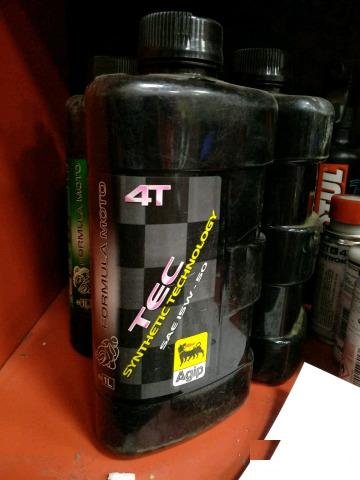 4T
FORMULA MOTO
TEC
SYNTHETIC TECHNOLOGY
SAE 15W-50
Agip
1L
FORMULA MOTO